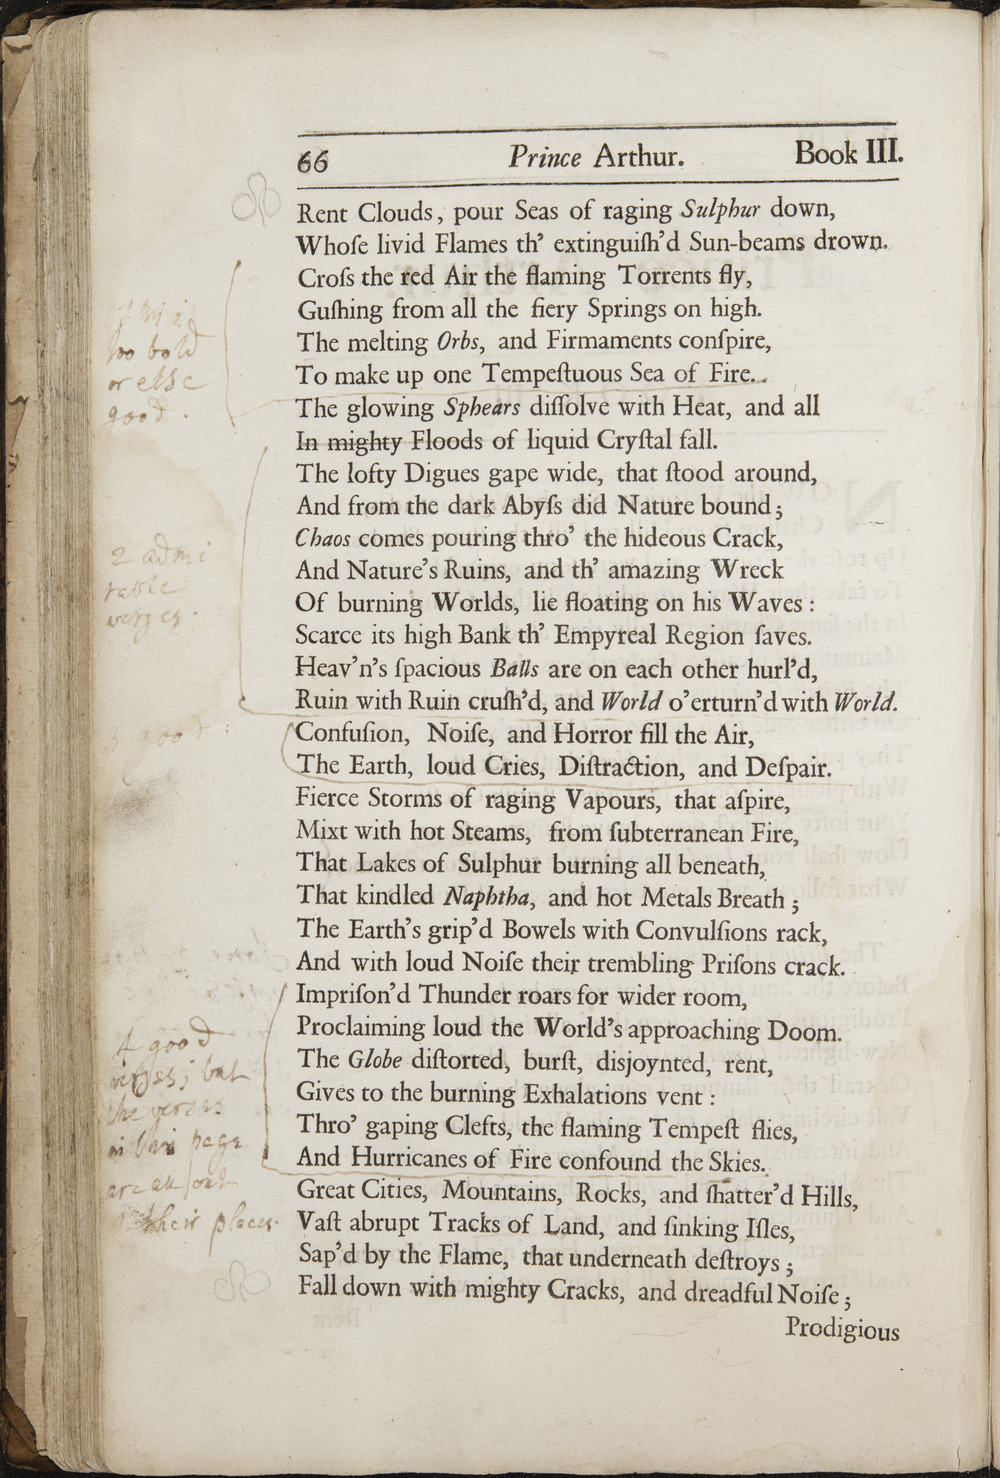 66 Prince Arthur. Book III.
Rent Clouds, pour Seas of raging Sulphur down,
Whoſe livid Flames th' extinguiſh'd Sun-beams drown.
Croſs the red Air the flaming Torrents fly,
Guſhing from all the fiery Springs on high.
The melting Orbs, and Firmaments conſpire,
To make up one Tempeſtuous Sea of Fire.
The glowing Sphears diſſolve with Heat, and all
In mighty Floods of liquid Cryſtal fall.
The lofty Digues gape wide, that ſtood around,
And from the dark Abyſs did Nature bound;
Chaos comes pouring thro' the hideous Crack,
And Nature's Ruins, and th' amazing Wreck
Of burning Worlds, lie floating on his Waves:
Scarce its high Bank th' Empyreal Region ſaves.
Heav'n's ſpacious Balls are on each other hurl'd,
Ruin with Ruin cruſh'd, and World o'erturn'd with World.
Confuſion, Noiſe, and Horror fill the Air,
The Earth, loud Cries, Diſtraction, and Deſpair.
Fierce Storms of raging Vapours, that aſpire,
Mixt with hot Steams, from ſubterranean Fire,
That Lakes of Sulphur burning all beneath,
That kindled Naphtha, and hot Metals Breath;
The Earth's grip'd Bowels with Convulſions rack,
And with loud Noiſe their trembling Priſons crack.
Impriſon'd Thunder roars for wider room,
Proclaiming loud the World's approaching Doom.
The Globe diſtorted, burſt, disjoynted, rent,
Gives to the burning Exhalations vent:
Thro' gaping Clefts, the flaming Tempeſt flies,
And Hurricanes of Fire confound the Skies.
Great Cities, Mountains, Rocks, and ſhatter'd Hills,
Vaſt abrupt Tracks of Land, and ſinking Iſles,
Sap'd by the Flame, that underneath deſtroys;
Fall down with mighty Cracks, and dreadful Noiſe;
Prodigious
too bold
or else
good.
2 admi
rable
verses.
3 good
4 good
verses; but
the verses
in this page
are all out
their places